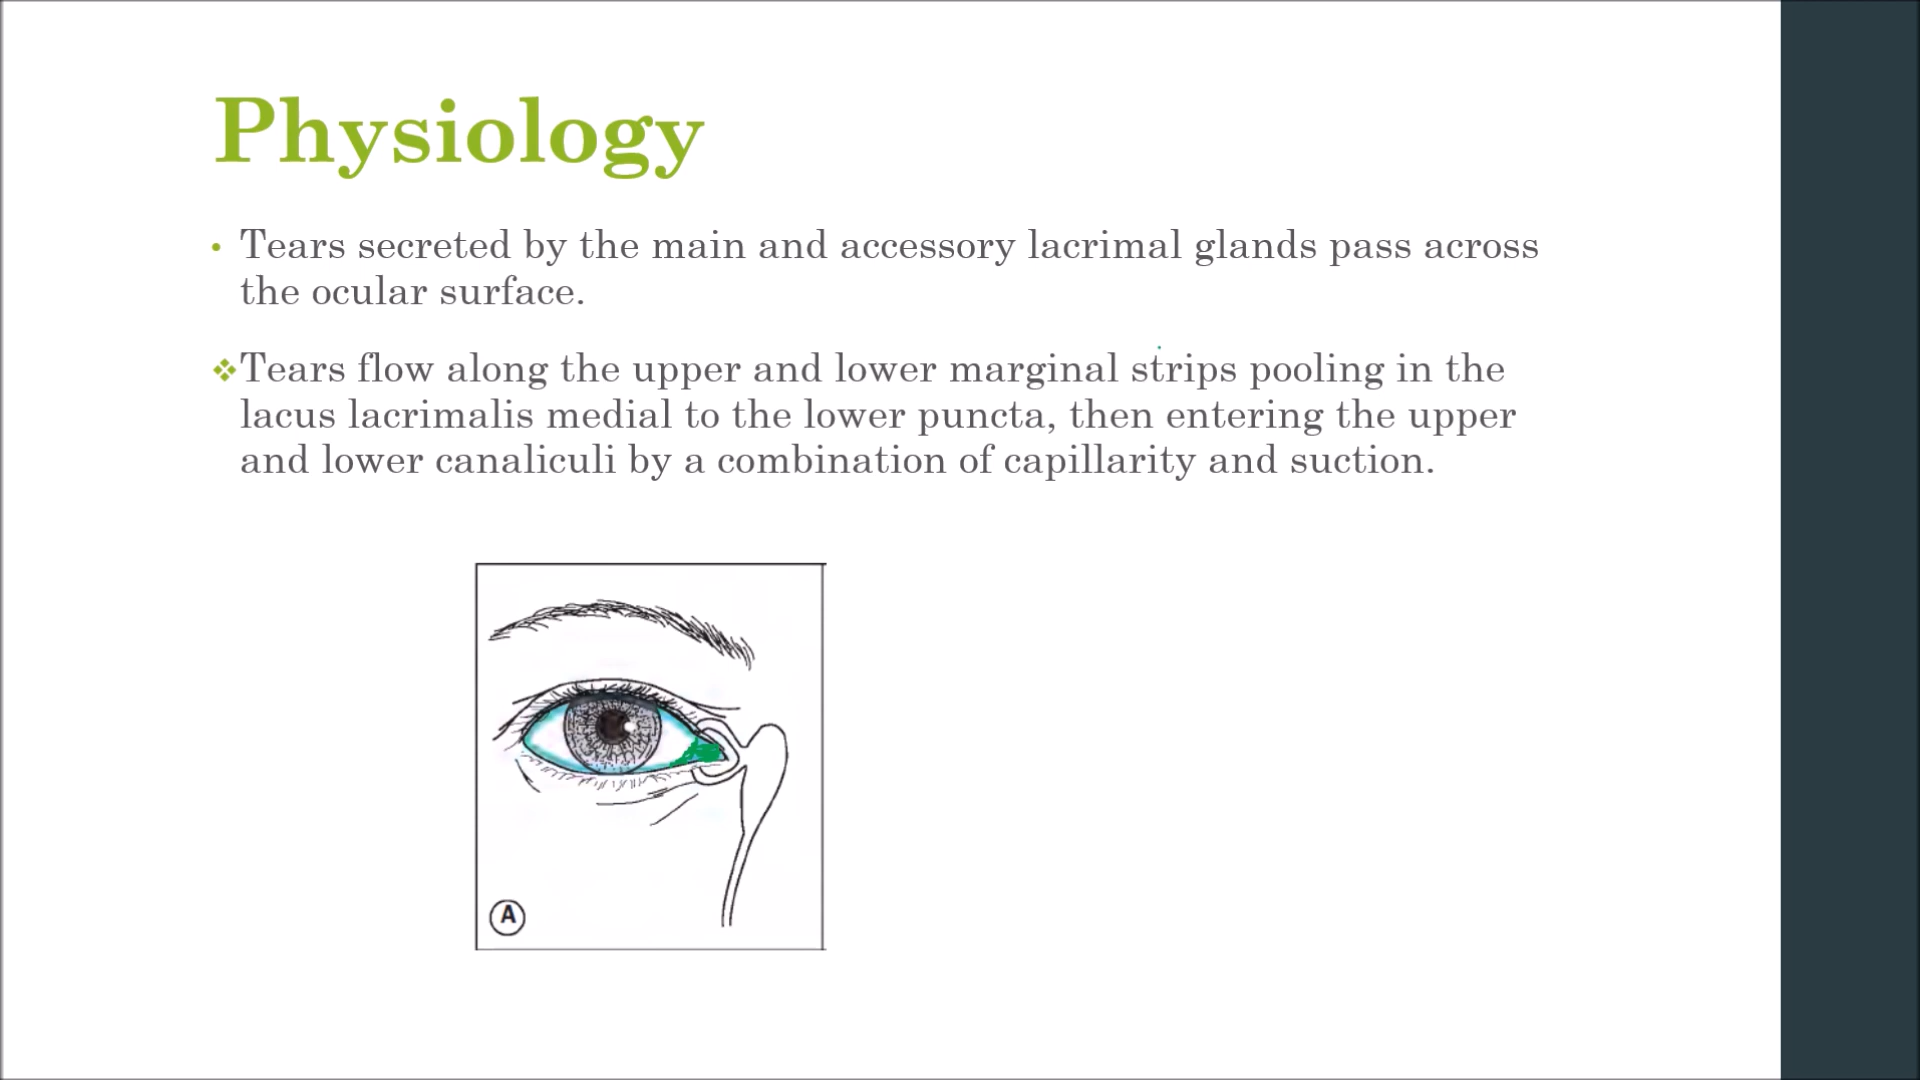 Physiology
• Tears secreted by the main and accessory lacrimal glands pass across
the ocular surface.
❖Tears flow along the upper and lower marginal strips pooling in the
lacus lacrimalis medial to the lower puncta, then entering the upper
and lower canaliculi by a combination of capillarity and suction.
A